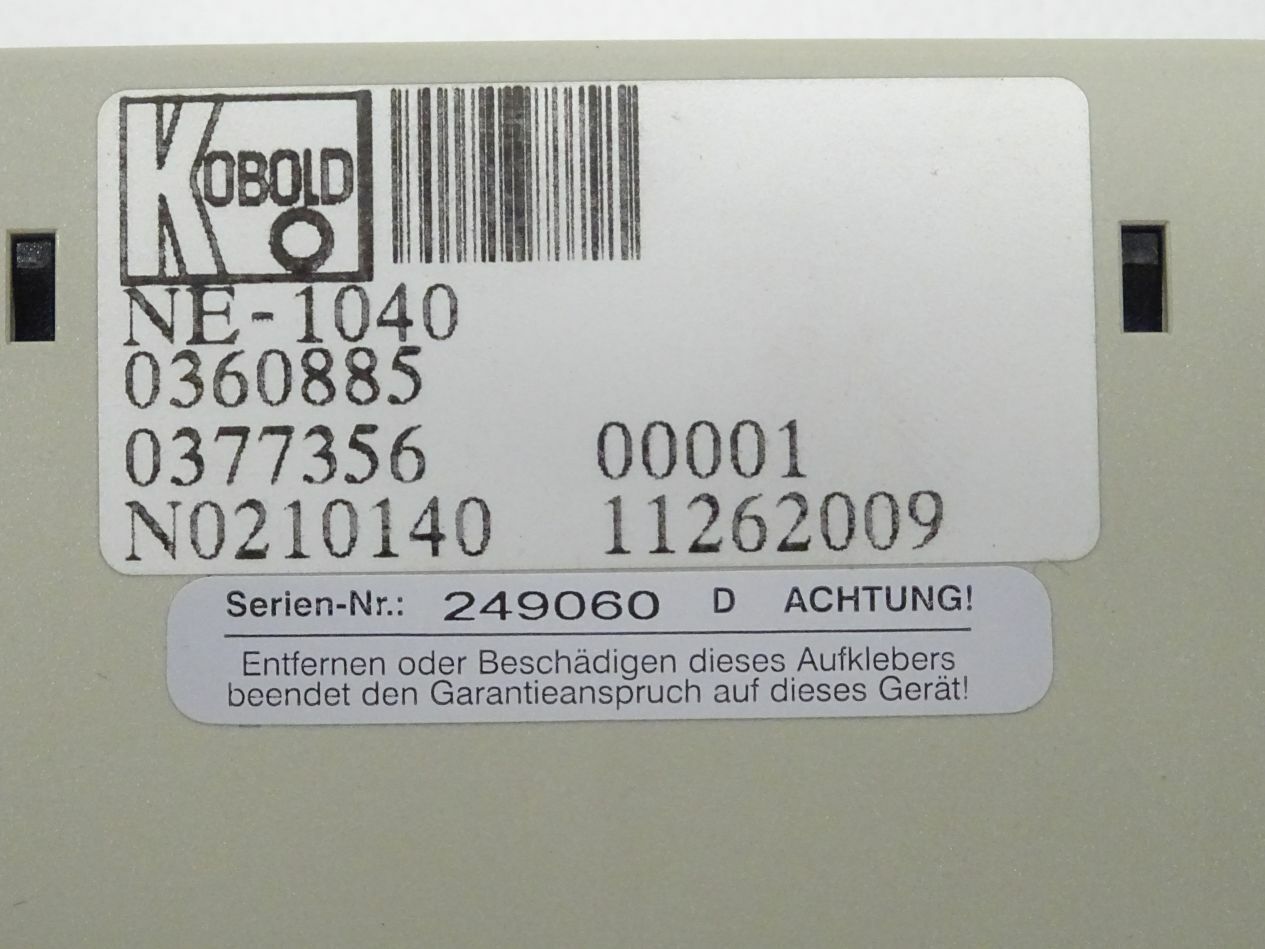 KOBOLD
NE-1040
0360885
0377356 00001
N0210140 11262009
Serien-Nr.: 249060 D ACHTUNG!
Entfernen oder Beschädigen dieses Aufklebers
beendet den Garantieanspruch auf dieses Gerät!